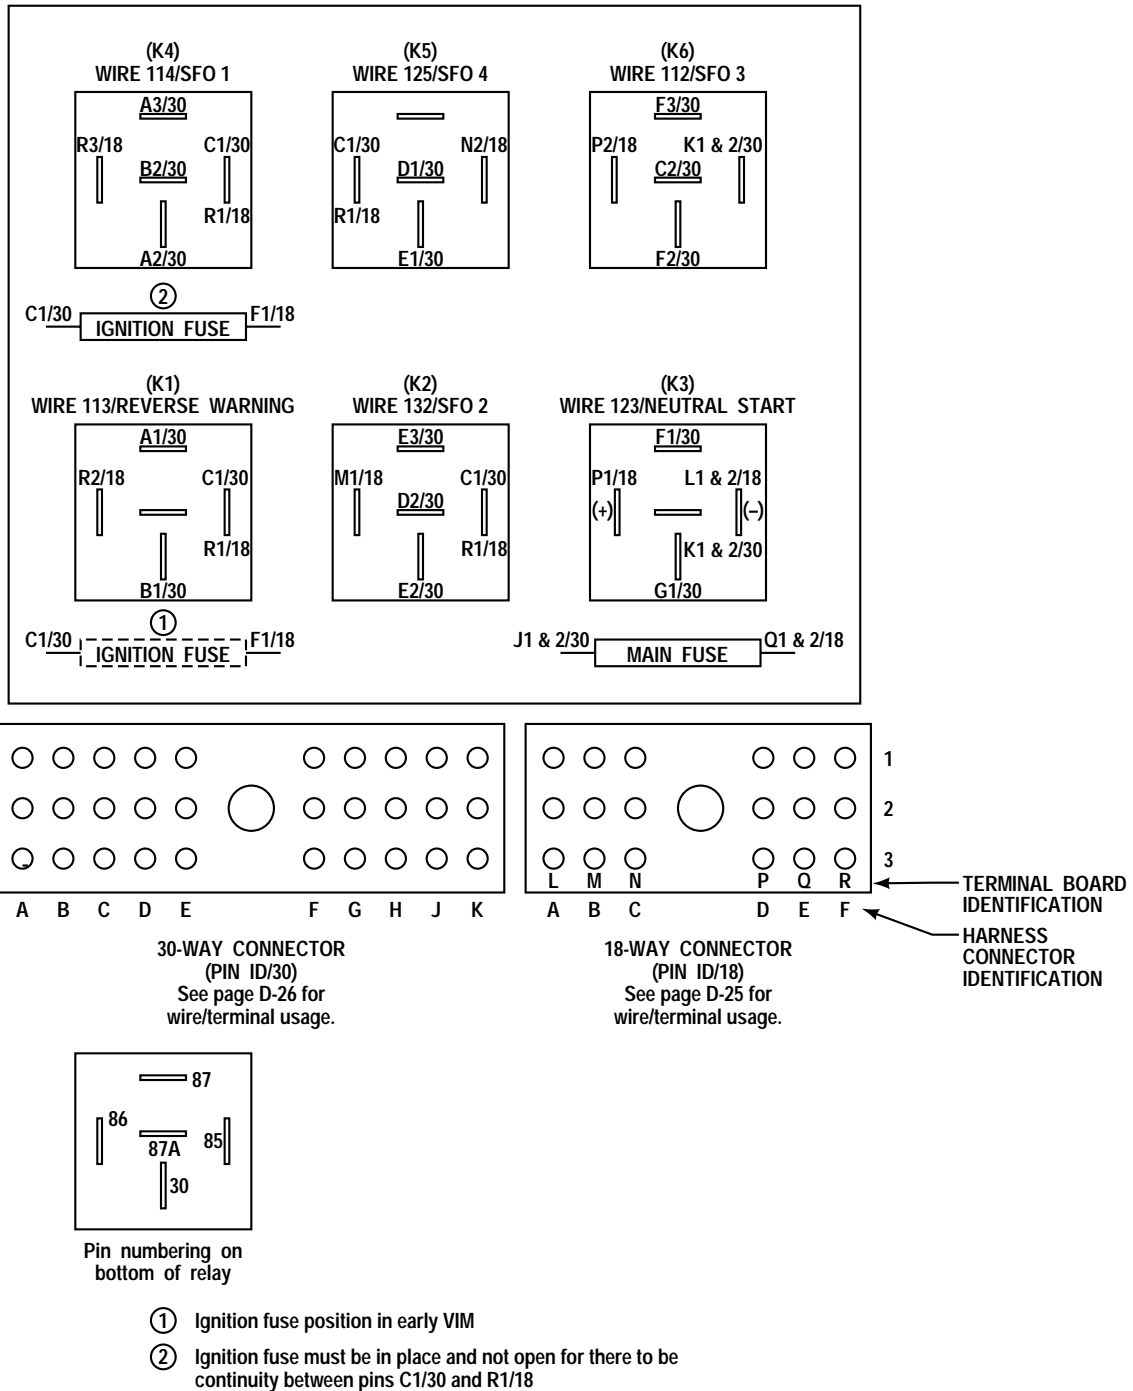 (K4)
WIRE 114/SFO 1
A3/30
R3/18
C1/30
B2/30
R1/18
A2/30
(K5)
WIRE 125/SFO 4
C1/30
N2/18
D1/30
R1/18
E1/30
(K6)
WIRE 112/SFO 3
F3/30
P2/18
K1 & 2/30
C2/30
F2/30
2
C1/30
IGNITION FUSE
F1/18
(K1)
WIRE 113/REVERSE WARNING
A1/30
R2/18
C1/30
R1/18
B1/30
(K2)
WIRE 132/SFO 2
E3/30
M1/18
C1/30
D2/30
R1/18
E2/30
(K3)
WIRE 123/NEUTRAL START
F1/30
P1/18
L1 & 2/18
(+)
(–)
K1 & 2/30
G1/30
1
C1/30
IGNITION FUSE
F1/18
J1 & 2/30
MAIN FUSE
Q1 & 2/18
1
2
3
L M N P Q R
TERMINAL BOARD
IDENTIFICATION
A B C D E F G H J K
A B C D E F
HARNESS
CONNECTOR
IDENTIFICATION
30-WAY CONNECTOR
(PIN ID/30)
See page D-26 for
wire/terminal usage.
18-WAY CONNECTOR
(PIN ID/18)
See page D-25 for
wire/terminal usage.
87
86
87A
85
30
Pin numbering on
bottom of relay
1 Ignition fuse position in early VIM
2 Ignition fuse must be in place and not open for there to be
continuity between pins C1/30 and R1/18